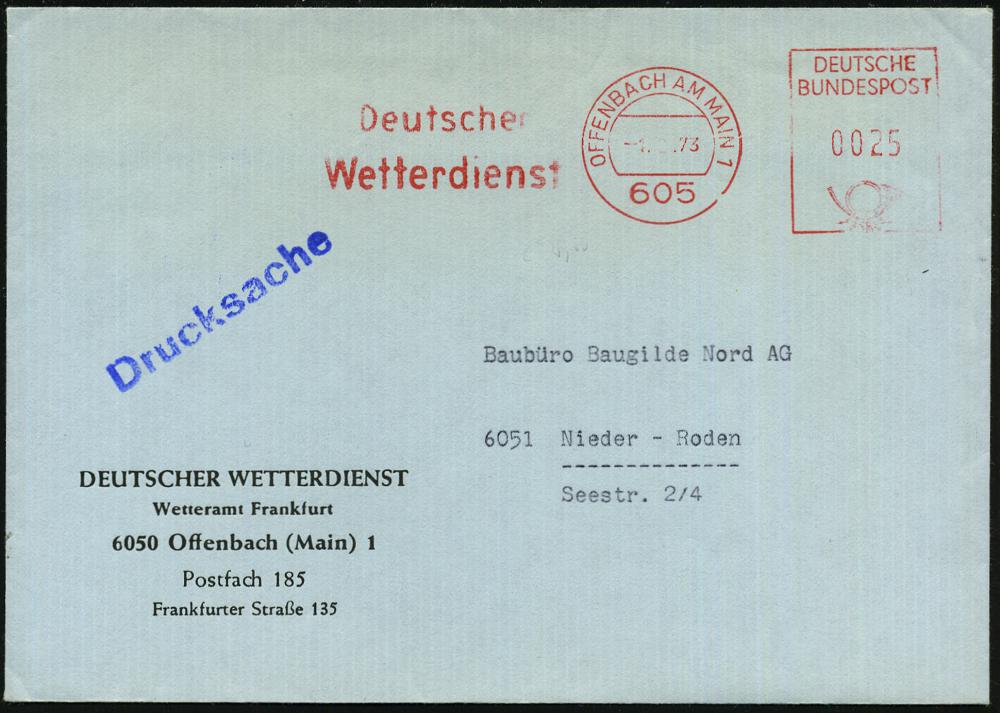 Deutscher
Wetterdienst
OFFENBACH AM MAIN 1
605
DEUTSCHE
BUNDESPOST
0025
Drucksache
Baubüro Baugilde Nord AG
6051 Nieder - Roden
Seestr. 2/4
DEUTSCHER WETTERDIENST
Wetteramt Frankfurt
6050 Offenbach (Main) 1
Postfach 185
Frankfurter Straße 135